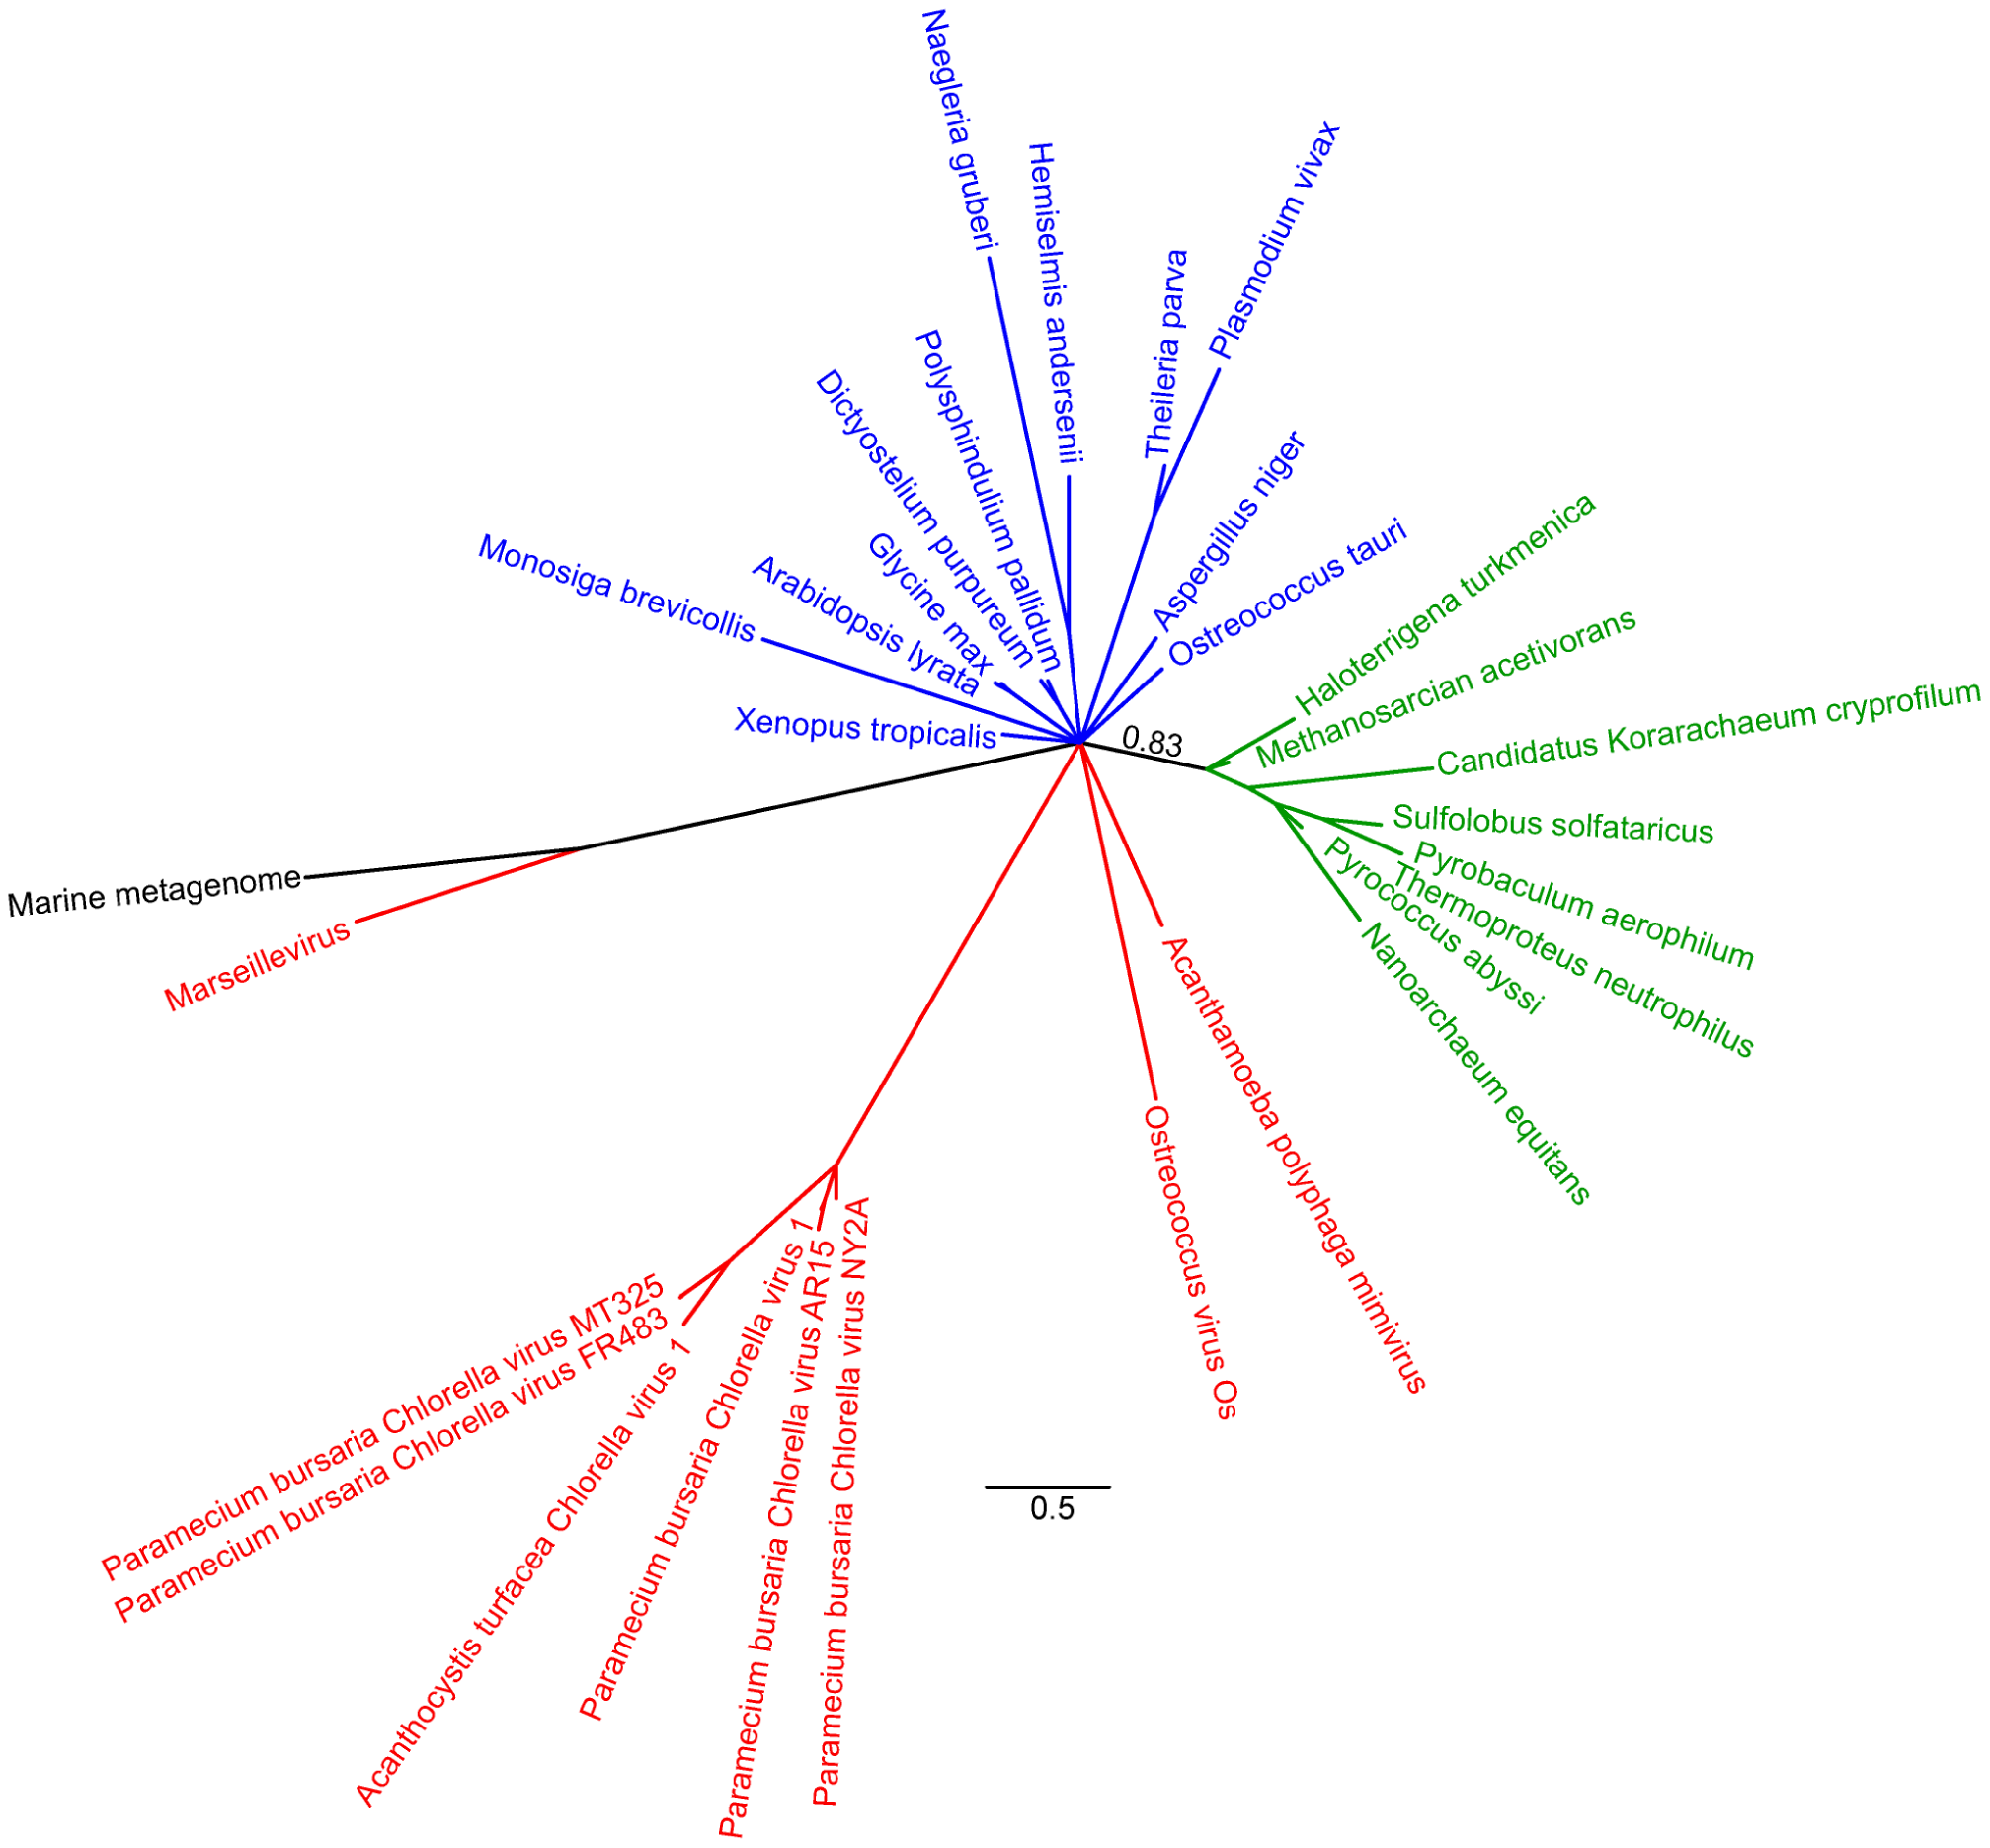 Naegleria gruberi
Hemiselmis andersenii
Theileria parva
Plasmodium vivax
Polysphindulium pallidum
Dictyostelium purpureum
Glycine max
Arabidopsis lyrata
Monosiga brevicollis
Xenopus tropicalis
Aspergillus niger
Ostreococcus tauri
0.83
Haloterrigena turkmenica
Methanosarcian acetivorans
Candidatus Korarachaeum cryprofilum
Sulfolobus solfataricus
Pyrobaculum aerophilum
Thermoproteus neutrophilus
Pyrococcus abyssi
Nanoarchaeum equitans
Marine metagenome
Marseillevirus
Acanthamoeba polyphaga mimivirus
Ostreococcus virus Os
Paramecium bursaria Chlorella virus MT325
Paramecium bursaria Chlorella virus FR483
Acanthocystis turfacea Chlorella virus 1
Paramecium bursaria Chlorella virus 1
Paramecium bursaria Chlorella virus AR15
Paramecium bursaria Chlorella virus NY2A
0.5